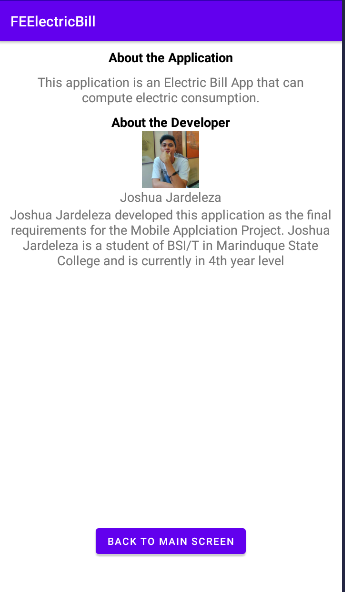 FEElectricBill
About the Application
This application is an Electric Bill App that can
compute electric consumption.
About the Developer
Joshua Jardeleza
Joshua Jardeleza developed this application as the final
requirements for the Mobile Applciation Project. Joshua
Jardeleza is a student of BSI/T in Marinduque State
College and is currently in 4th year level
BACK TO MAIN SCREEN